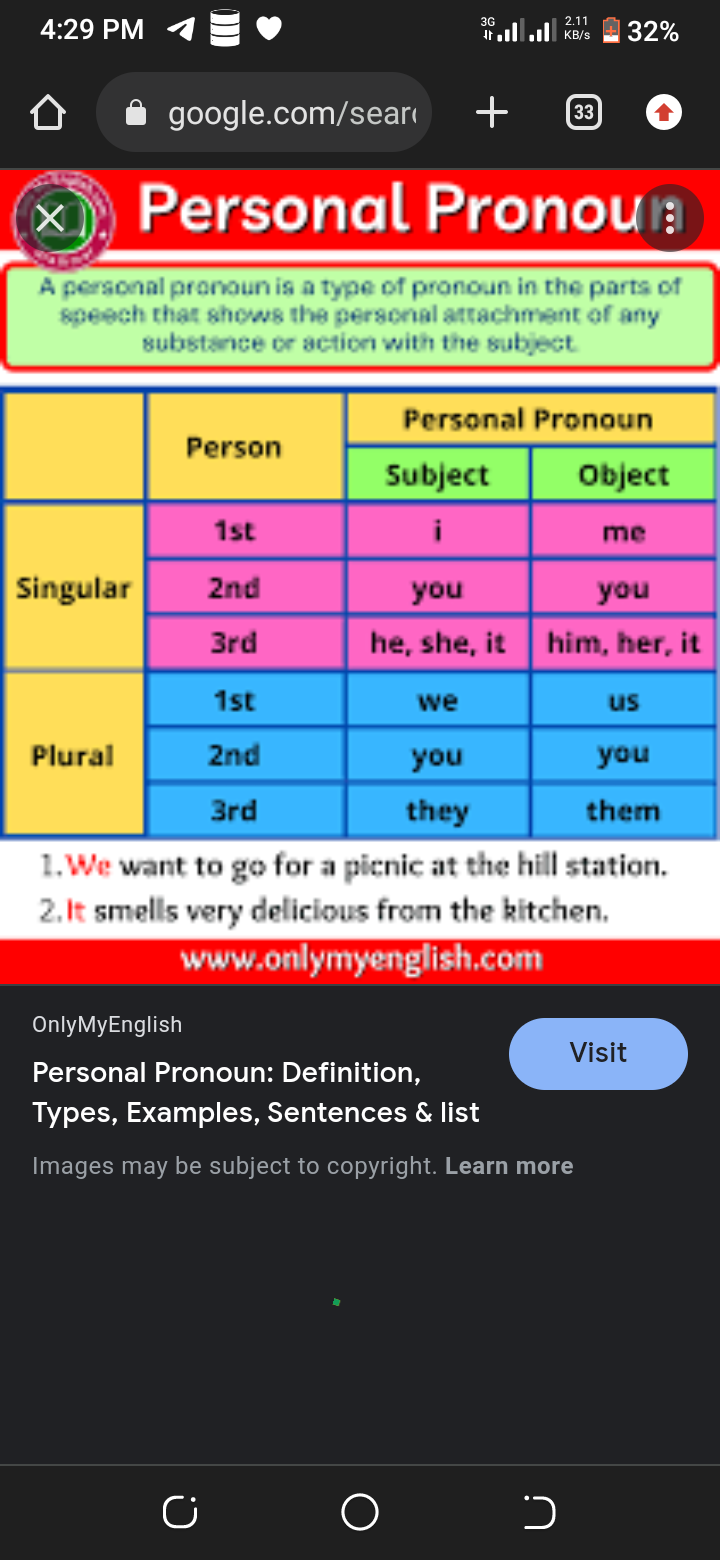 4:29 PM
3G
2.11
KB/s
32%
google.com/sear
33
Personal Pronoun
A personal pronoun is a type of pronoun in the parts of
speech that shows the personal attachment of any
substance or action with the subject.
Person
Personal Pronoun
Subject
Object
Singular
1st
i
me
2nd
you
you
3rd
he, she, it
him, her, it
Plural
1st
we
us
2nd
you
you
3rd
they
them
1. We want to go for a picnic at the hill station.
2. It smells very delicious from the kitchen.
www.onlymyenglish.com
OnlyMyEnglish
Visit
Personal Pronoun: Definition,
Types, Examples, Sentences & list
Images may be subject to copyright. Learn more